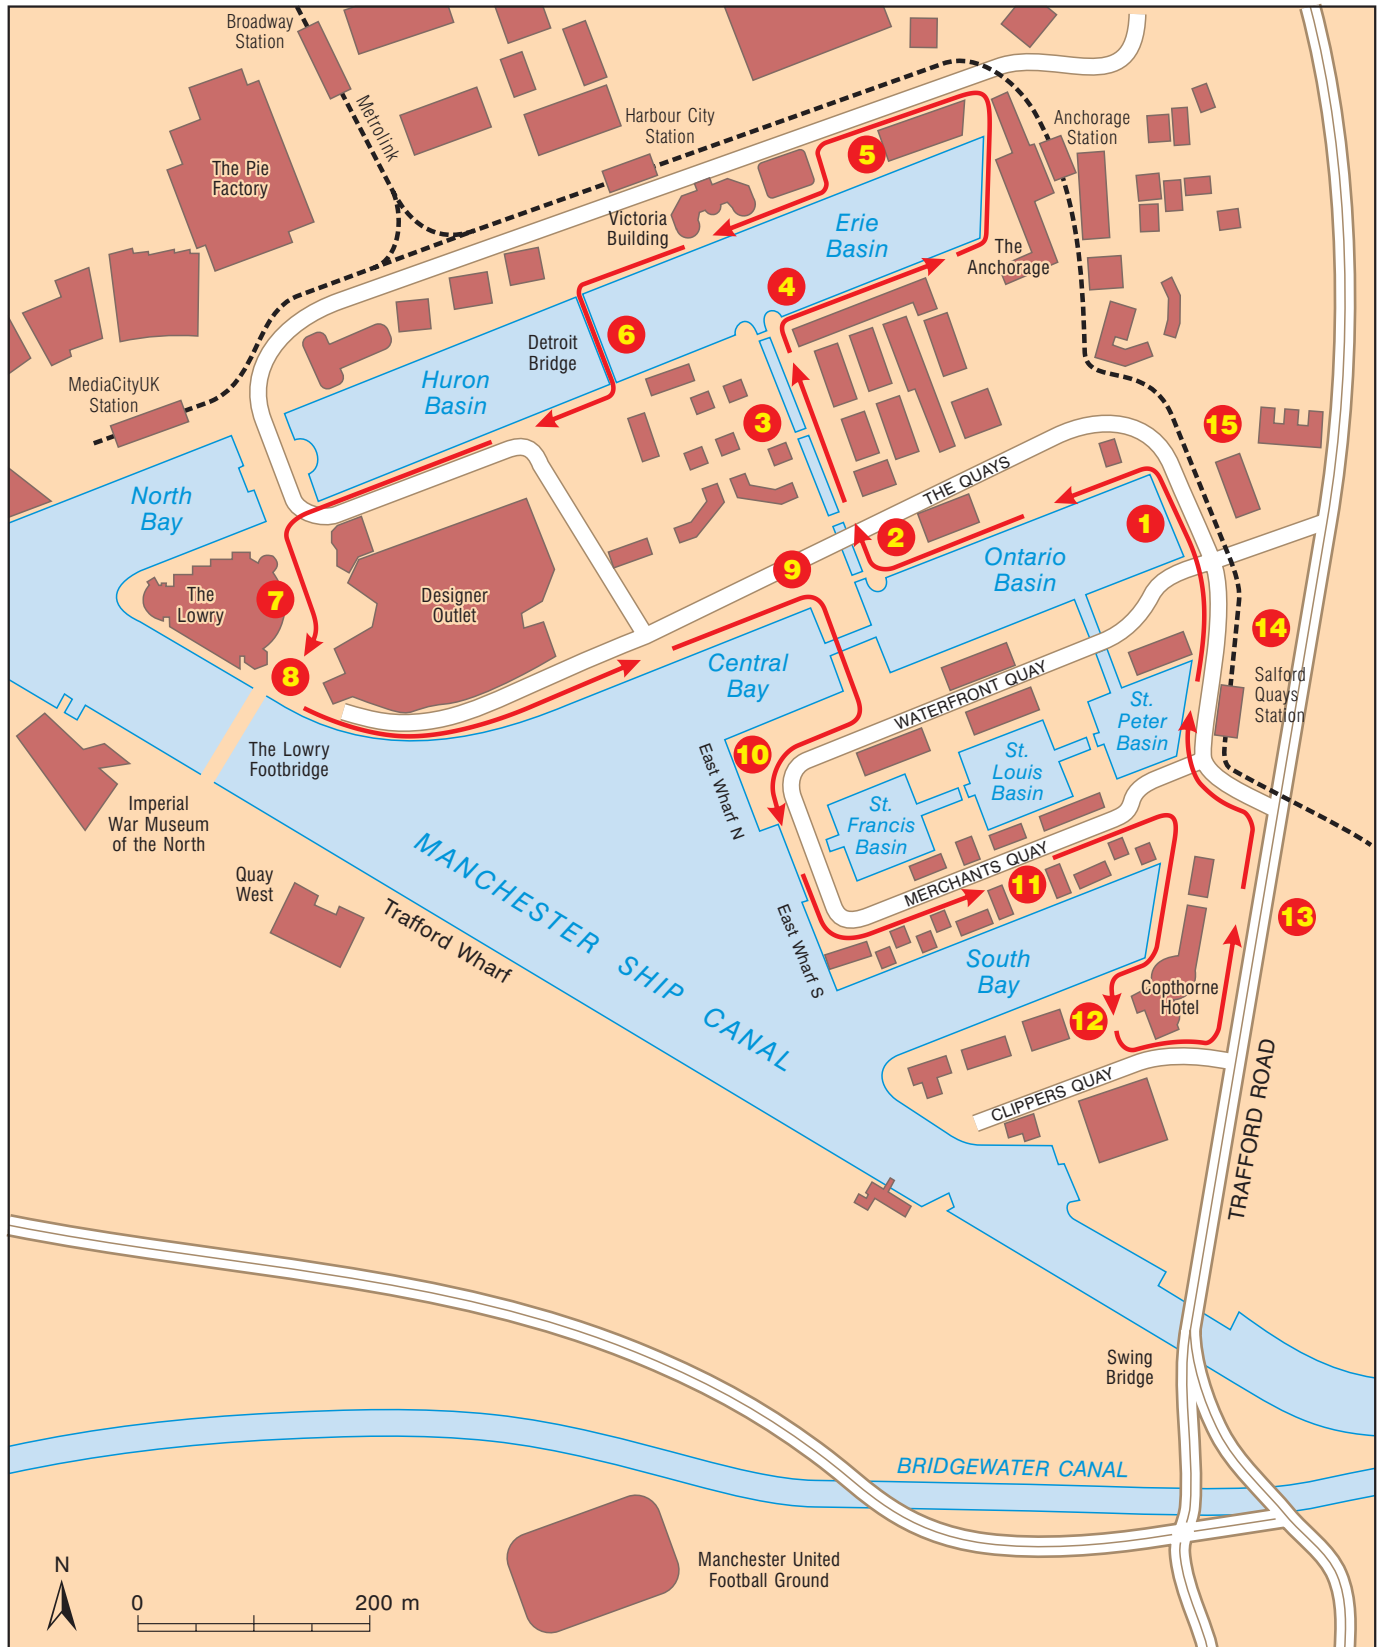 Broadway
Station
Metrolink
The Pie
Factory
Harbour City
Station
Anchorage
Station
5
Victoria
Building
Erie
Basin
The
Anchorage
4
6
Detroit
Bridge
Huron
Basin
MediaCityUK
Station
3
15
THE QUAYS
North
Bay
1
2
Ontario
Basin
9
The
Lowry
7
Designer
Outlet
14
Central
Bay
8
WATERFRONT QUAY
St.
Peter
Basin
Salford
Quays
Station
The Lowry
Footbridge
East Wharf N
10
St.
Louis
Basin
Imperial
War Museum
of the North
St.
Francis
Basin
MANCHESTER SHIP CANAL
Quay
West
Trafford Wharf
MERCHANTS QUAY
11
13
East Wharf S
South
Bay
Copthorne
Hotel
12
CLIPPERS QUAY
TRAFFORD ROAD
Swing
Bridge
BRIDGEWATER CANAL
Manchester United
Football Ground
N
0 200 m